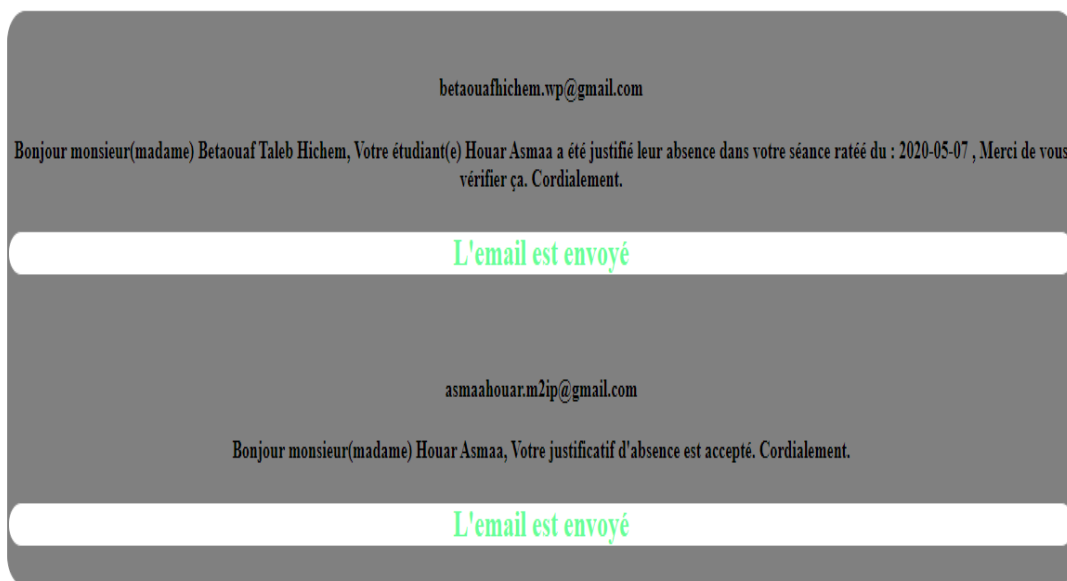 betaouafhichem.wp@gmail.com
Bonjour monsieur(madame) Betaouaf Taleb Hichem, Votre étudiant(e) Houar Asmaa a été justifié leur absence dans votre séance ratéé du : 2020-05-07 , Merci de vous
vérifier ça. Cordialement.
L'email est envoyé
asmaahouar.m2ip@gmail.com
Bonjour monsieur(madame) Houar Asmaa, Votre justificatif d'absence est accepté. Cordialement.
L'email est envoyé